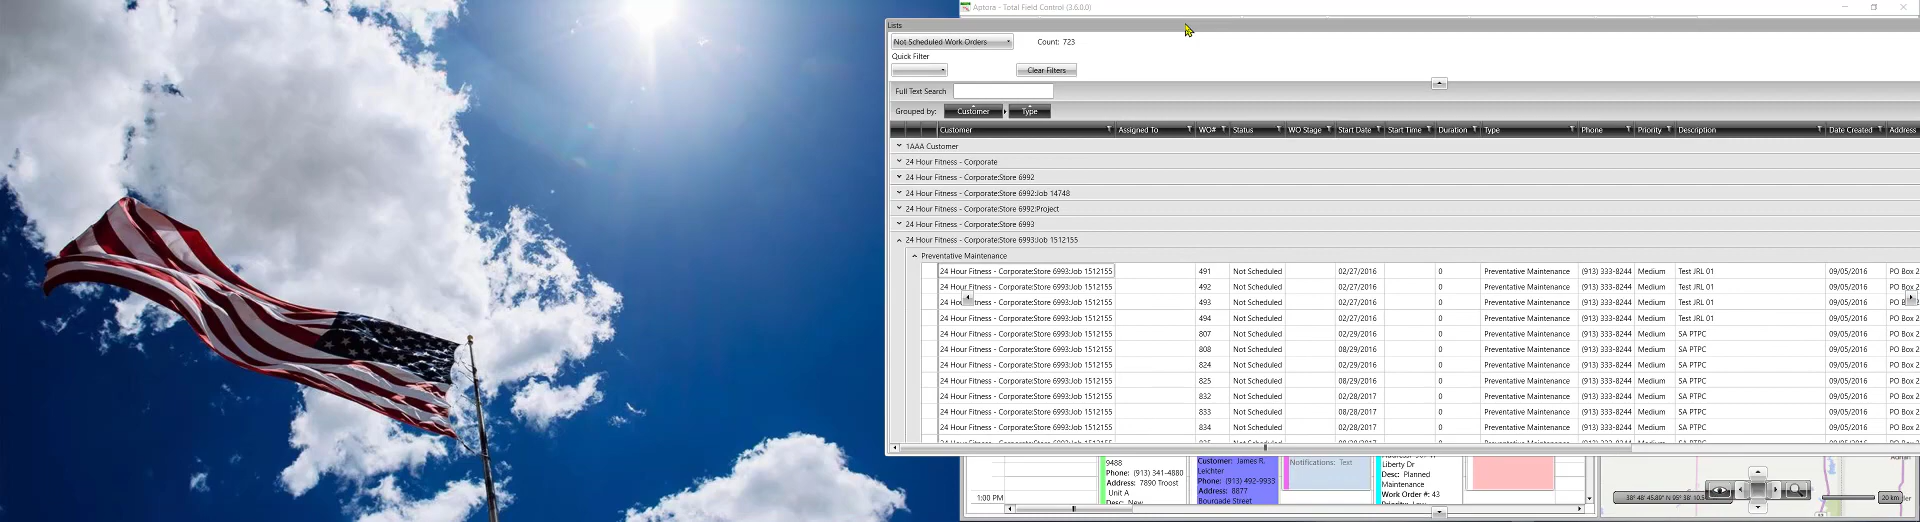 Aptora - Total Field Control (3.6.0.0)
Lists
Not Scheduled Work Orders Count: 723
Quick Filter
Clear Filters
Full Text Search
Grouped by: Customer Type
Customer Assigned To WO# Status WO Stage Start Date Start Time Duration Type Phone Priority Description Date Created Address
1AAA Customer
24 Hour Fitness - Corporate
24 Hour Fitness - Corporate:Store 6992
24 Hour Fitness - Corporate:Store 6992:Job 14748
24 Hour Fitness - Corporate:Store 6992:Project
24 Hour Fitness - Corporate:Store 6993
24 Hour Fitness - Corporate:Store 6993:Job 1512155
Preventative Maintenance
24 Hour Fitness - Corporate:Store 6993:Job 1512155 491 Not Scheduled 02/27/2016 0 Preventative Maintenance (913) 333-8244 Medium Test JRL 01 09/05/2016 PO Box 2
24 Hour Fitness - Corporate:Store 6993:Job 1512155 492 Not Scheduled 02/27/2016 0 Preventative Maintenance (913) 333-8244 Medium Test JRL 01 09/05/2016 PO Box 2
24 Hour Fitness - Corporate:Store 6993:Job 1512155 493 Not Scheduled 02/27/2016 0 Preventative Maintenance (913) 333-8244 Medium Test JRL 01 09/05/2016 PO B
24 Hour Fitness - Corporate:Store 6993:Job 1512155 494 Not Scheduled 02/27/2016 0 Preventative Maintenance (913) 333-8244 Medium Test JRL 01 09/05/2016 PO Box 2
24 Hour Fitness - Corporate:Store 6993:Job 1512155 807 Not Scheduled 02/29/2016 0 Preventative Maintenance (913) 333-8244 Medium SA PTPC 09/05/2016 PO Box 2
24 Hour Fitness - Corporate:Store 6993:Job 1512155 808 Not Scheduled 08/29/2016 0 Preventative Maintenance (913) 333-8244 Medium SA PTPC 09/05/2016 PO Box 2
24 Hour Fitness - Corporate:Store 6993:Job 1512155 824 Not Scheduled 02/29/2016 0 Preventative Maintenance (913) 333-8244 Medium SA PTPC 09/05/2016 PO Box 2
24 Hour Fitness - Corporate:Store 6993:Job 1512155 825 Not Scheduled 08/29/2016 0 Preventative Maintenance (913) 333-8244 Medium SA PTPC 09/05/2016 PO Box 2
24 Hour Fitness - Corporate:Store 6993:Job 1512155 832 Not Scheduled 02/28/2017 0 Preventative Maintenance (913) 333-8244 Medium SA PTPC 09/05/2016 PO Box 2
24 Hour Fitness - Corporate:Store 6993:Job 1512155 833 Not Scheduled 08/28/2017 0 Preventative Maintenance (913) 333-8244 Medium SA PTPC 09/05/2016 PO Box 2
24 Hour Fitness - Corporate:Store 6993:Job 1512155 834 Not Scheduled 02/28/2017 0 Preventative Maintenance (913) 333-8244 Medium SA PTPC 09/05/2016 PO Box 2
1:00 PM
9488
Phone: (913) 341-4880
Address: 7890 Troost
Unit A
Desc: New
Customer: James R.
Leichter
Phone: (913) 492-9933
Address: 8877
Bourgade Street
Notifications: Text
Liberty Dr
Desc: Planned
Maintenance
Work Order #: 43
38° 48' 45.89" N 95° 38' 10.5
20 km